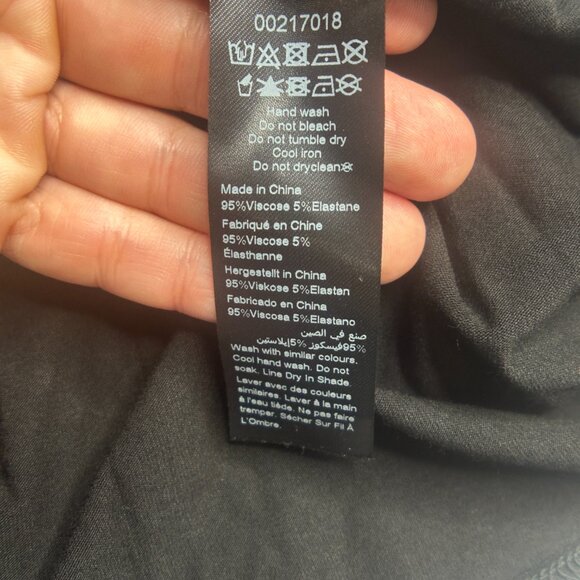 00217018
Hand wash
Do not bleach
Do not tumble dry
Cool iron
Do not dryclean
Made in China
95%Viscose 5%Elastane
Fabriqué en Chine
95%Viscose 5%
Élasthanne
Hergestellt in China
95%Viskose 5%Elasten
Fabricado en China
95%Viscosa 5%Elastano
صنع في الصين
95%فيسكوز 5%إيلاستين
Wash with similar colours.
Cool hand wash. Do not
soak. Line Dry In Shade.
Laver avec des couleurs
similaires. Laver à la main
à l'eau tiède. Ne pas faire
tremper. Sécher Sur Fil À
L'Ombre.